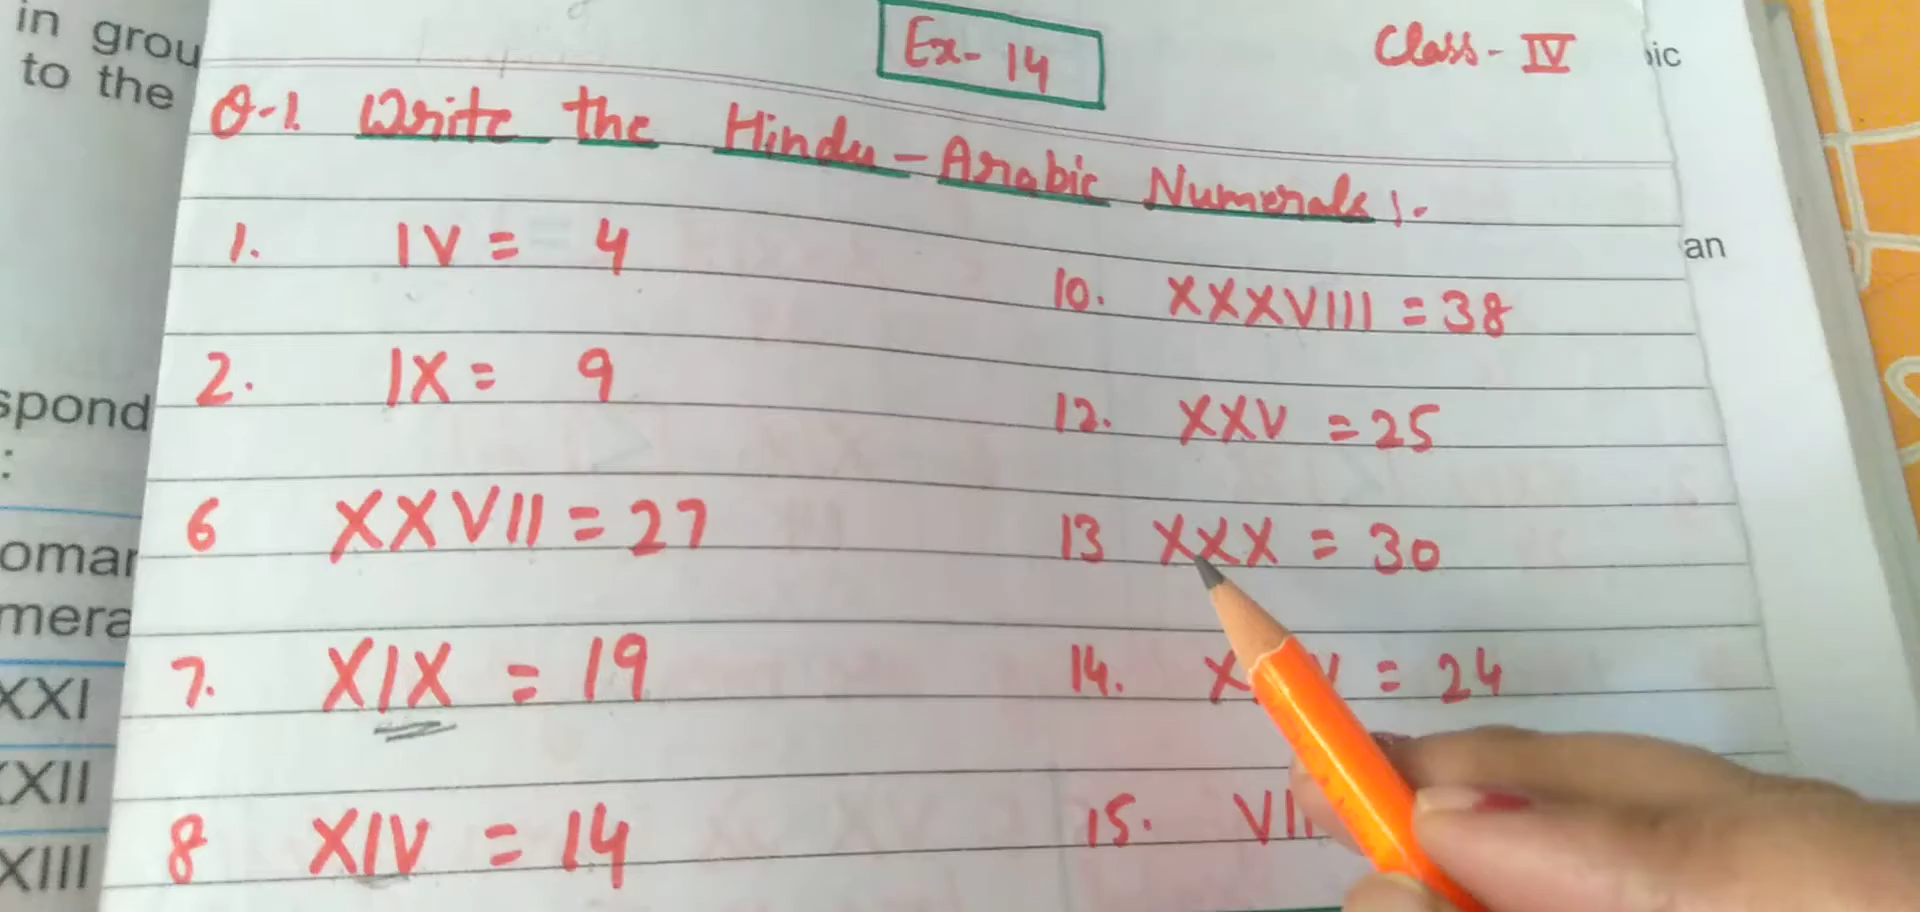 in grou
to the
spond
:
omar
mera
XXI
XXII
XIII
Ex- 14
Class - IV
Q-1. Write the Hindu-Arabic Numerals :-
1. IV = 4
2. IX = 9
6 XXVII = 27
7. XIX = 19
8 XIV = 14
10. XXXVIII = 38
12. XXV = 25
13 XXX = 30
14. = 24
15.
ic
an